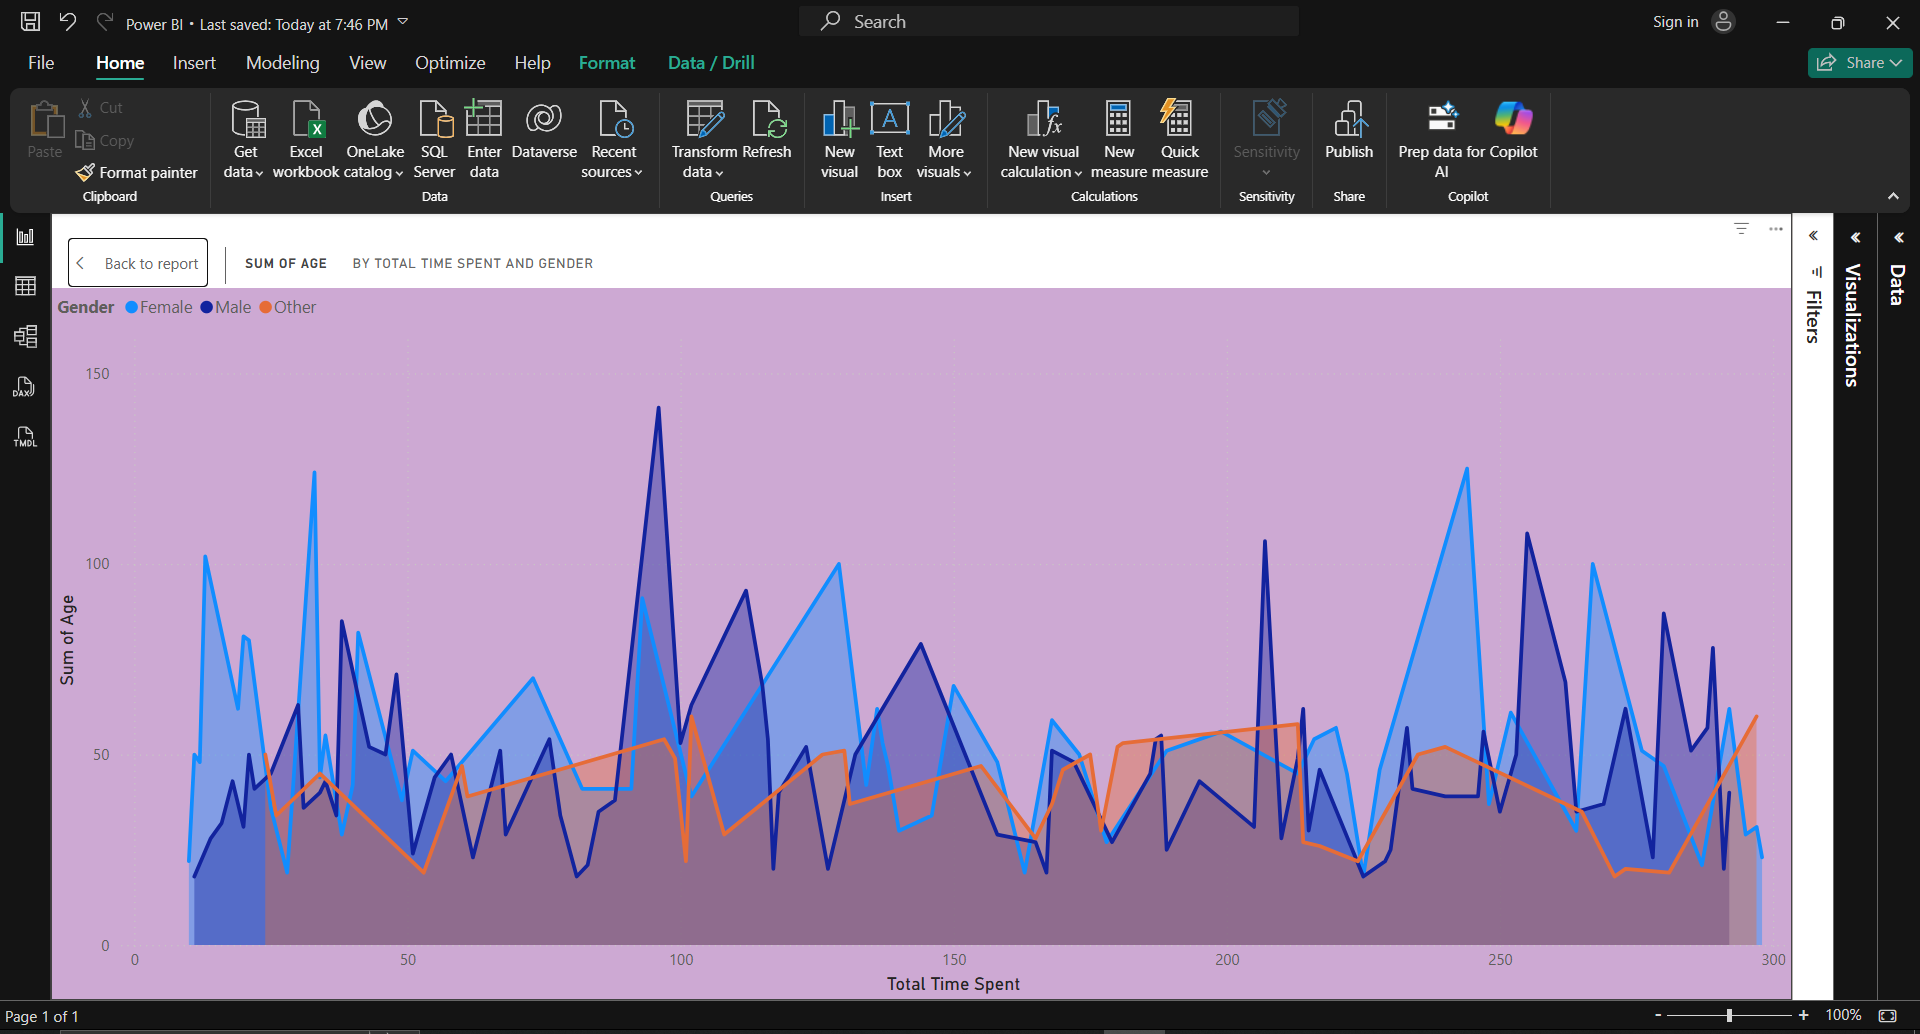 Power BI • Last saved: Today at 7:46 PM
Search
Sign in
File Home Insert Modeling View Optimize Help Format Data / Drill
Share
Paste
Cut
Copy
Format painter
Clipboard
Get data
Excel workbook
OneLake catalog
SQL Server
Enter data
Dataverse
Recent sources
Data
Transform data
Refresh
Queries
New visual
Text box
More visuals
Insert
New visual calculation
New measure
Quick measure
Calculations
Sensitivity
Sensitivity
Publish
Share
Prep data for AI
Copilot
Copilot
DAX
TMDL
Back to report
SUM OF AGE BY TOTAL TIME SPENT AND GENDER
Gender Female Male Other
150
100
50
0
Sum of Age
0 50 100 150 200 250 300
Total Time Spent
Filters
Visualizations
Data
Page 1 of 1
- + 100%